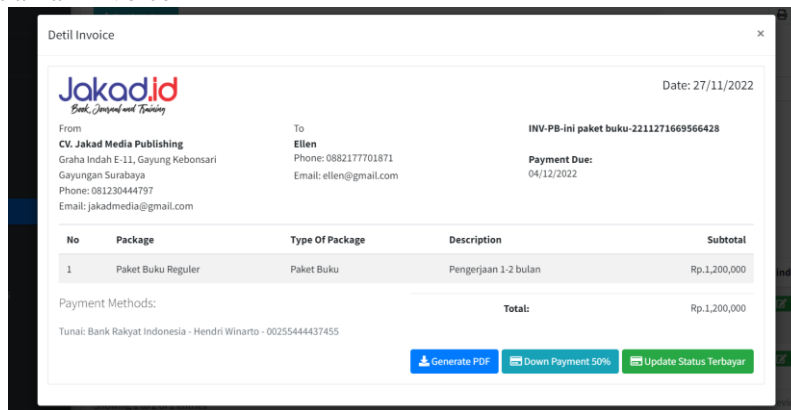 Detil Invoice
×
Jakad.id
Book, Journal and Training
Date: 27/11/2022
From
CV. Jakad Media Publishing
Graha Indah E-11, Gayung Kebonsari
Gayungan Surabaya
Phone: 081230444797
Email: jakadmedia@gmail.com
To
Ellen
Phone: 0882177701871
Email: ellen@gmail.com
INV-PB-ini paket buku-2211271669566428
Payment Due:
04/12/2022
No Package Type Of Package Description Subtotal
1 Paket Buku Reguler Paket Buku Pengerjaan 1-2 bulan Rp.1,200,000
Payment Methods:
Tunai: Bank Rakyat Indonesia - Hendri Winarto - 00255444437455
Total: Rp.1,200,000
Generate PDF Down Payment 50% Update Status Terbayar